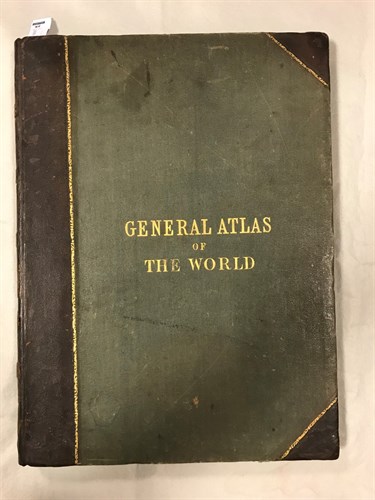 GENERAL ATLAS
OF
THE WORLD